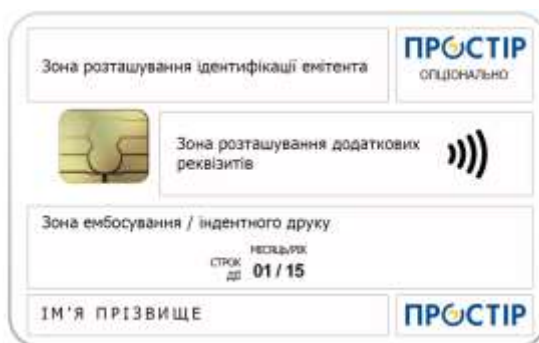 Зона розташування ідентифікації емітента
ПРОСТІР
ОПЦІОНАЛЬНО
Зона розташування додаткових
реквізитів
Зона ембосування / індентного друку
МІСЯЦЬ/РІК
СТРОК
ДІЇ 01 / 15
ІМ'Я ПРІЗВИЩЕ
ПРОСТІР